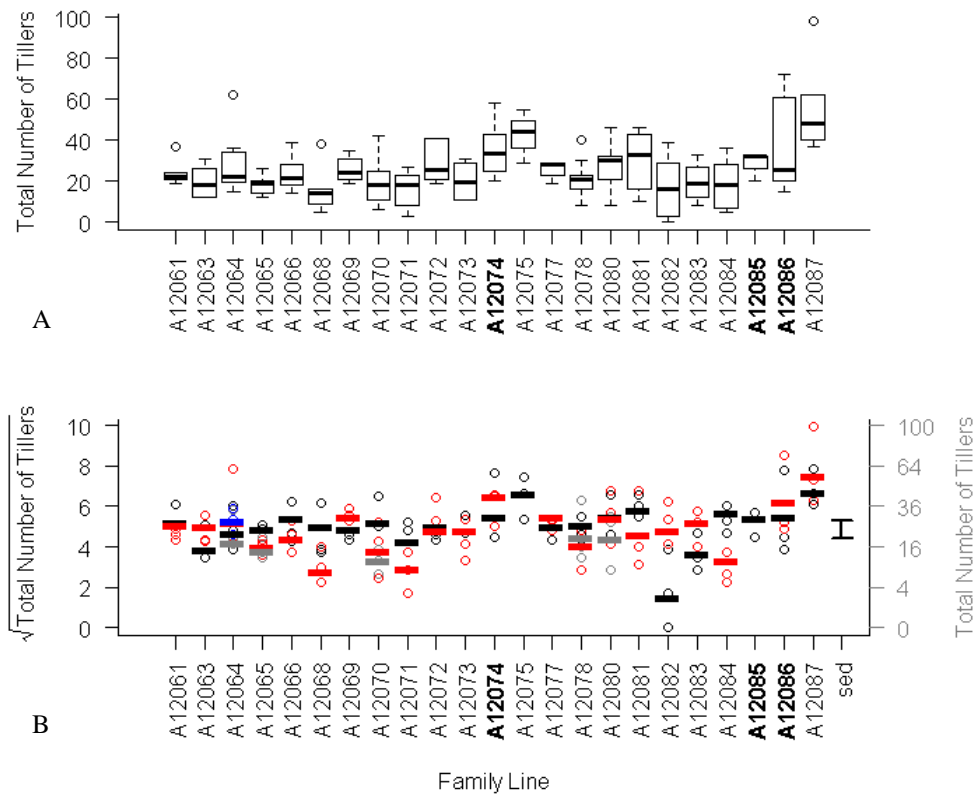 Total Number of Tillers
100
80
60
40
20
0
A12061
A12063
A12064
A12065
A12066
A12068
A12069
A12070
A12071
A12072
A12073
A12074
A12075
A12077
A12078
A12080
A12081
A12082
A12083
A12084
A12085
A12086
A12087
A
√Total Number of Tillers
10
8
6
4
2
0
100
64
36
16
4
0
Total Number of Tillers
A12061
A12063
A12064
A12065
A12066
A12068
A12069
A12070
A12071
A12072
A12073
A12074
A12075
A12077
A12078
A12080
A12081
A12082
A12083
A12084
A12085
A12086
A12087
sed
B
Family Line